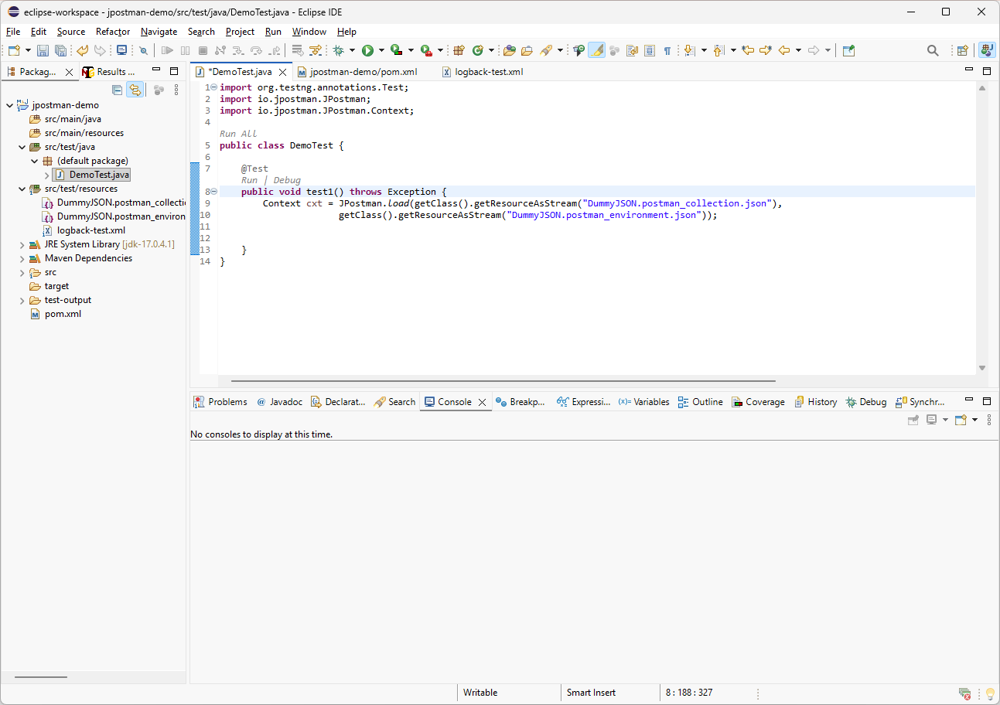 eclipse-workspace - jpostman-demo/src/test/java/DemoTest.java - Eclipse IDE
File Edit Source Refactor Navigate Search Project Run Window Help
Packag... Results ...
jpostman-demo
src/main/java
src/main/resources
src/test/java
(default package)
DemoTest.java
src/test/resources
DummyJSON.postman_collectio
DummyJSON.postman_environ
logback-test.xml
JRE System Library [jdk-17.0.4.1]
Maven Dependencies
src
target
test-output
pom.xml
*DemoTest.java jpostman-demo/pom.xml logback-test.xml
1 import org.testng.annotations.Test;
2 import io.jpostman.JPostman;
3 import io.jpostman.JPostman.Context;
4
Run All
5 public class DemoTest {
6
7 @Test
Run | Debug
8 public void test1() throws Exception {
9 Context cxt = JPostman.load(getClass().getResourceAsStream("DummyJSON.postman_collection.json"),
10 getClass().getResourceAsStream("DummyJSON.postman_environment.json"));
11
12
13 }
14 }
Problems @ Javadoc Declarat... Search Console Breakp... Expressi... (x)= Variables Outline Coverage History Debug Synchr...
No consoles to display at this time.
Writable Smart Insert 8 : 188 : 327